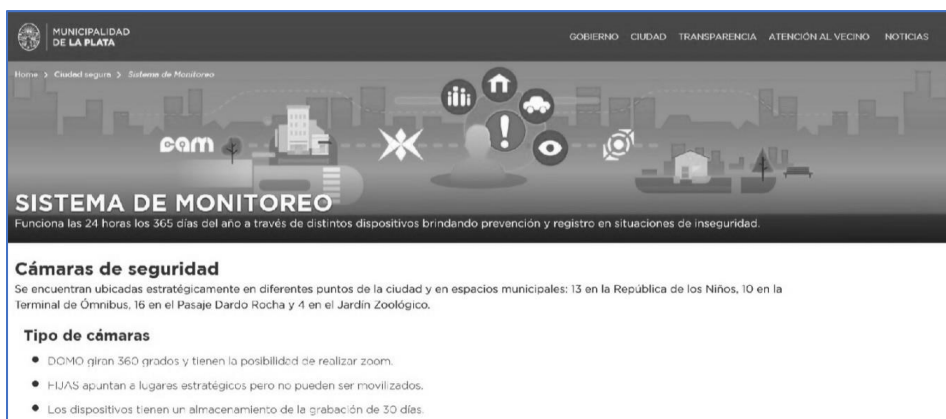 MUNICIPALIDAD
DE LA PLATA
GOBIERNO CIUDAD TRANSPARENCIA ATENCIÓN AL VECINO NOTICIAS
Home > Ciudad segura > Sistema de Monitoreo
cam
SISTEMA DE MONITOREO
Funciona las 24 horas los 365 días del año a través de distintos dispositivos brindando prevención y registro en situaciones de inseguridad.
Cámaras de seguridad
Se encuentran ubicadas estratégicamente en diferentes puntos de la ciudad y en espacios municipales: 13 en la República de los Niños, 10 en la
Terminal de Ómnibus, 16 en el Pasaje Dardo Rocha y 4 en el Jardín Zoológico.
Tipo de cámaras
● DOMO giran 360 grados y tienen la posibilidad de realizar zoom.
● FIJAS apuntan a lugares estratégicos pero no pueden ser movilizados.
● Los dispositivos tienen un almacenamiento de la grabación de 30 días.